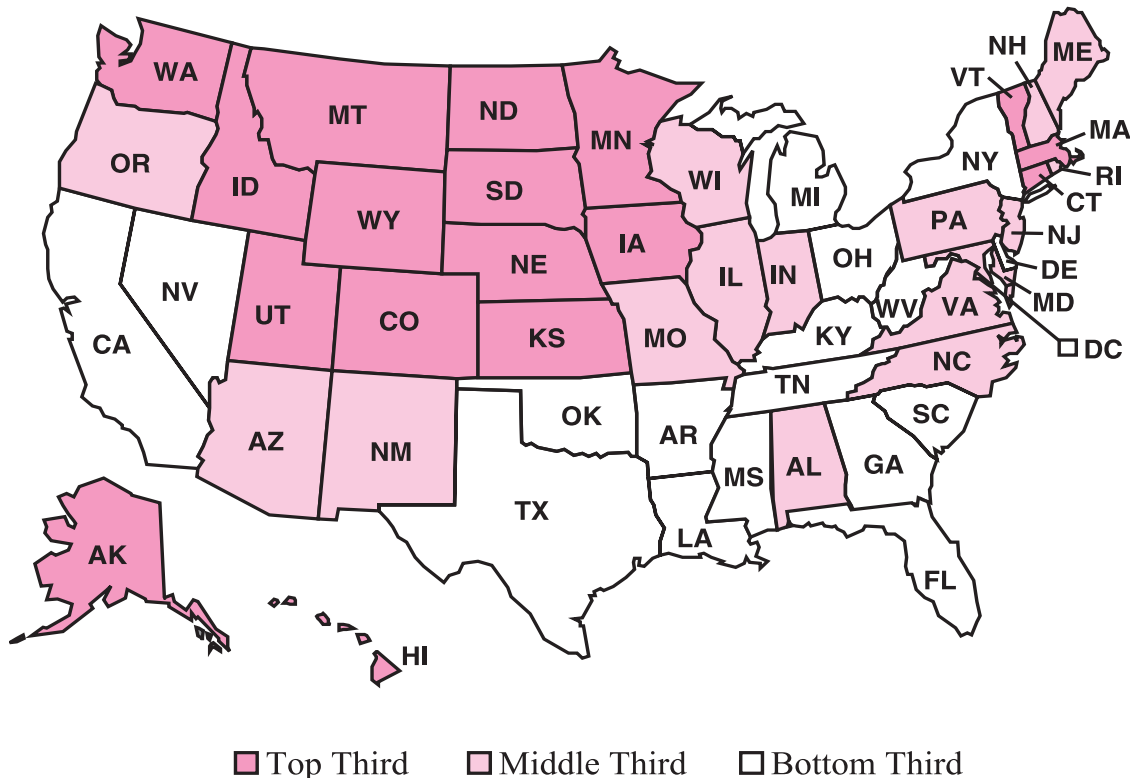 NH
ME
WA
VT
MT
ND
MN
MA
OR
NY
ID
SD
WI
RI
MI
WY
CT
PA
NJ
IA
NE
OH
DE
IL
IN
NV
MD
WV
VA
UT
CO
CA
KS
MO
KY
DC
NC
TN
OK
SC
AZ
NM
AR
GA
MS
AL
TX
LA
AK
FL
HI
Top Third Middle Third Bottom Third